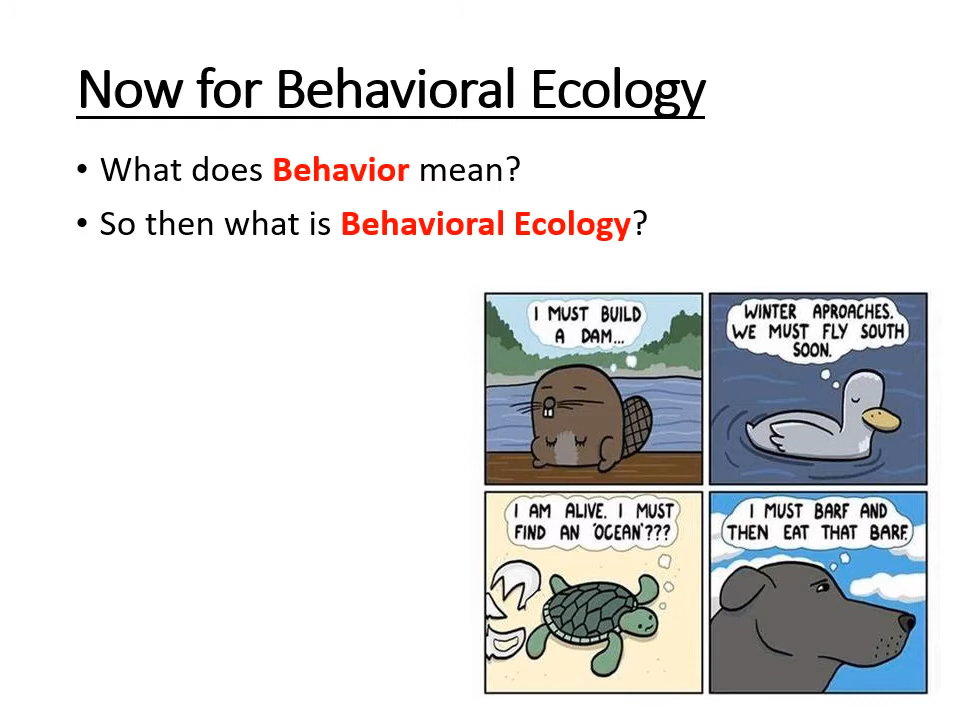 Now for Behavioral Ecology
• What does Behavior mean?
• So then what is Behavioral Ecology?
I MUST BUILD
A DAM...
WINTER APROACHES.
WE MUST FLY SOUTH
SOON.
I AM ALIVE. I MUST
FIND AN 'OCEAN'???
I MUST BARF AND
THEN EAT THAT BARF.